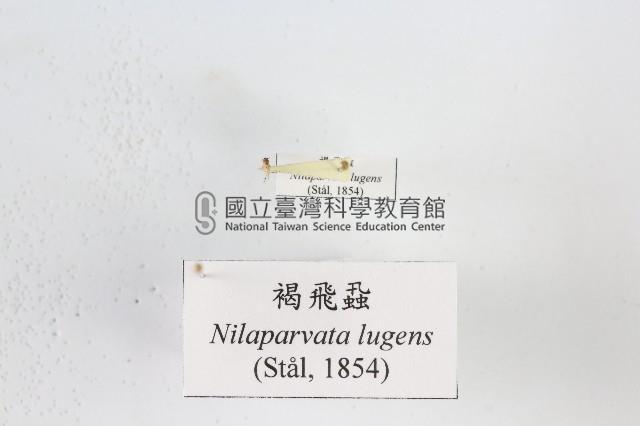 Nilaparvata lugens
(Stål, 1854)
國立臺灣科學教育館
National Taiwan Science Education Center
褐飛蝨
Nilaparvata lugens
(Stål, 1854)